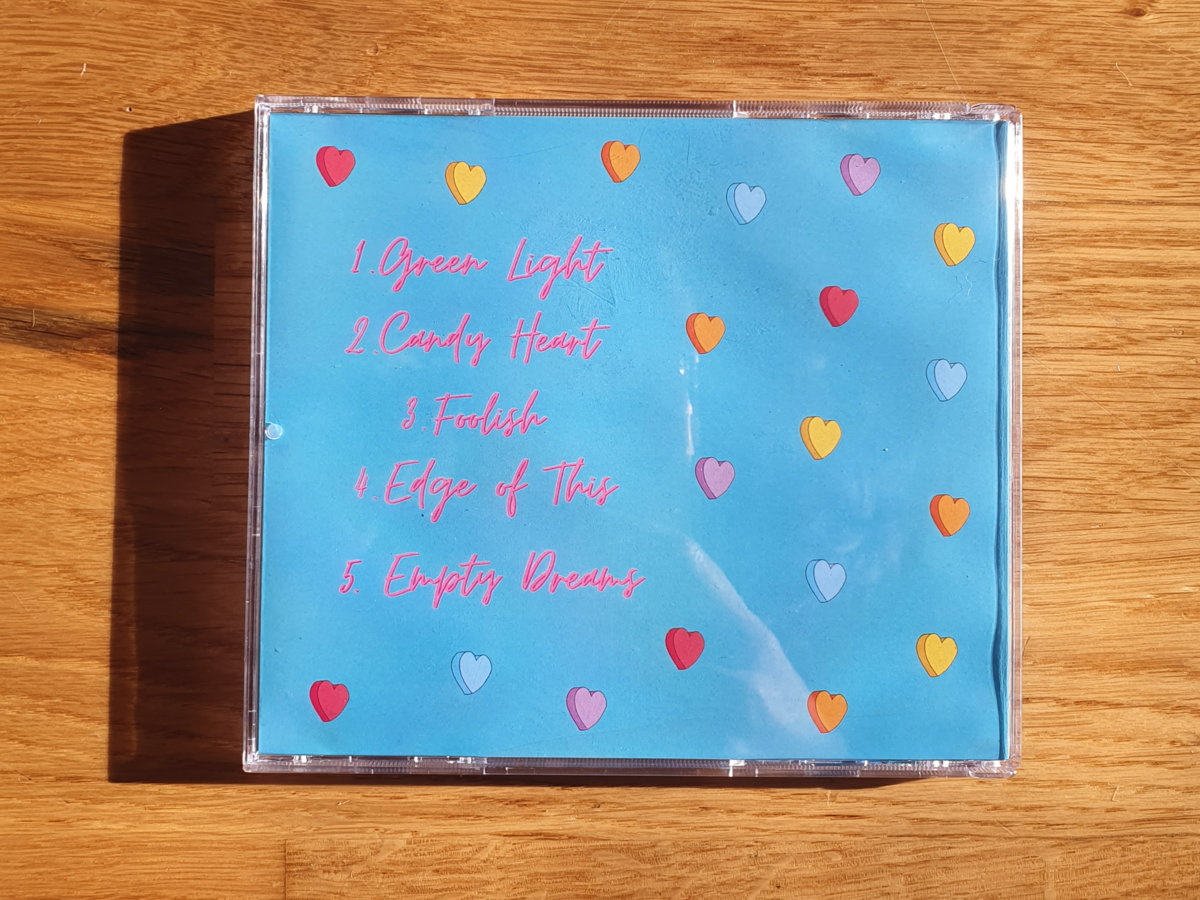 1. Green Light
2. Candy Heart
3. Foolish
4. Edge of This
5. Empty Dreams